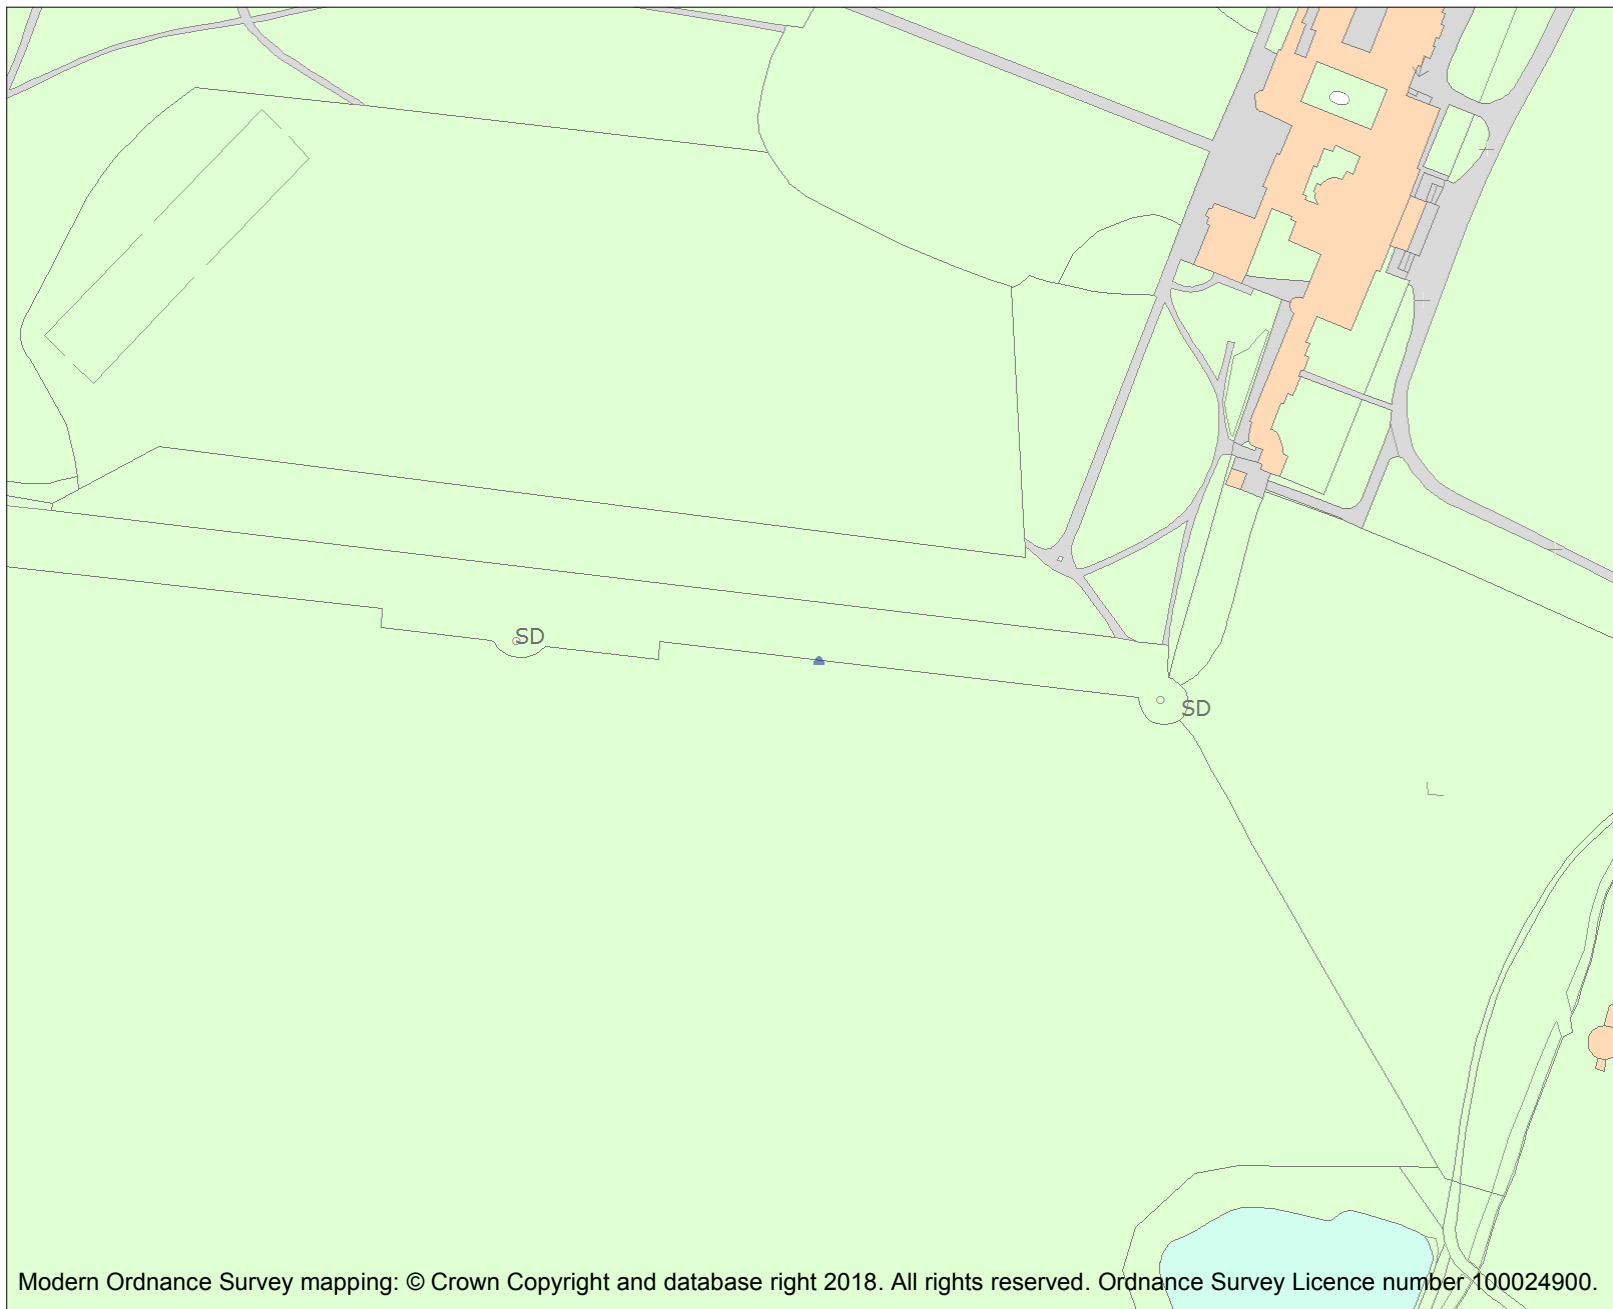 SD
SD
Modern Ordnance Survey mapping: © Crown Copyright and database right 2018. All rights reserved. Ordnance Survey Licence number 100024900.